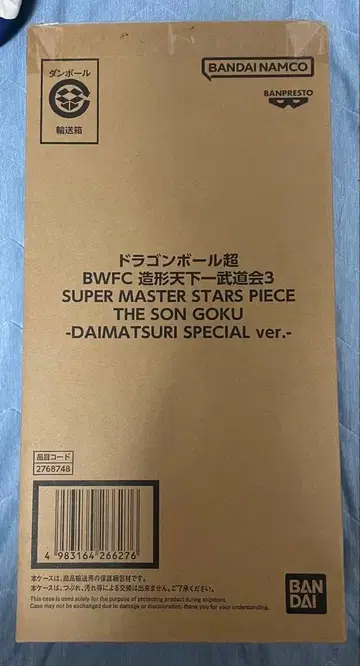 ダンボール
輸送箱
BANDAI NAMCO
BANPRESTO
ドラゴンボール超
BWFC 造形天下一武道会3
SUPER MASTER STARS PIECE
THE SON GOKU
-DAIMATSURI SPECIAL ver.-
品目コード
2768748
4 983164 266276
本ケースは、商品輸送用の保護梱包材です。
本ケースは、つぶれ、汚れ等による交換は出来ません。ご了承ください。
This case is used solely for the purpose of protecting product during shipment.
Case may not be exchanged due to damage or discoloration. thank you for your understanding.
BAN
DAI